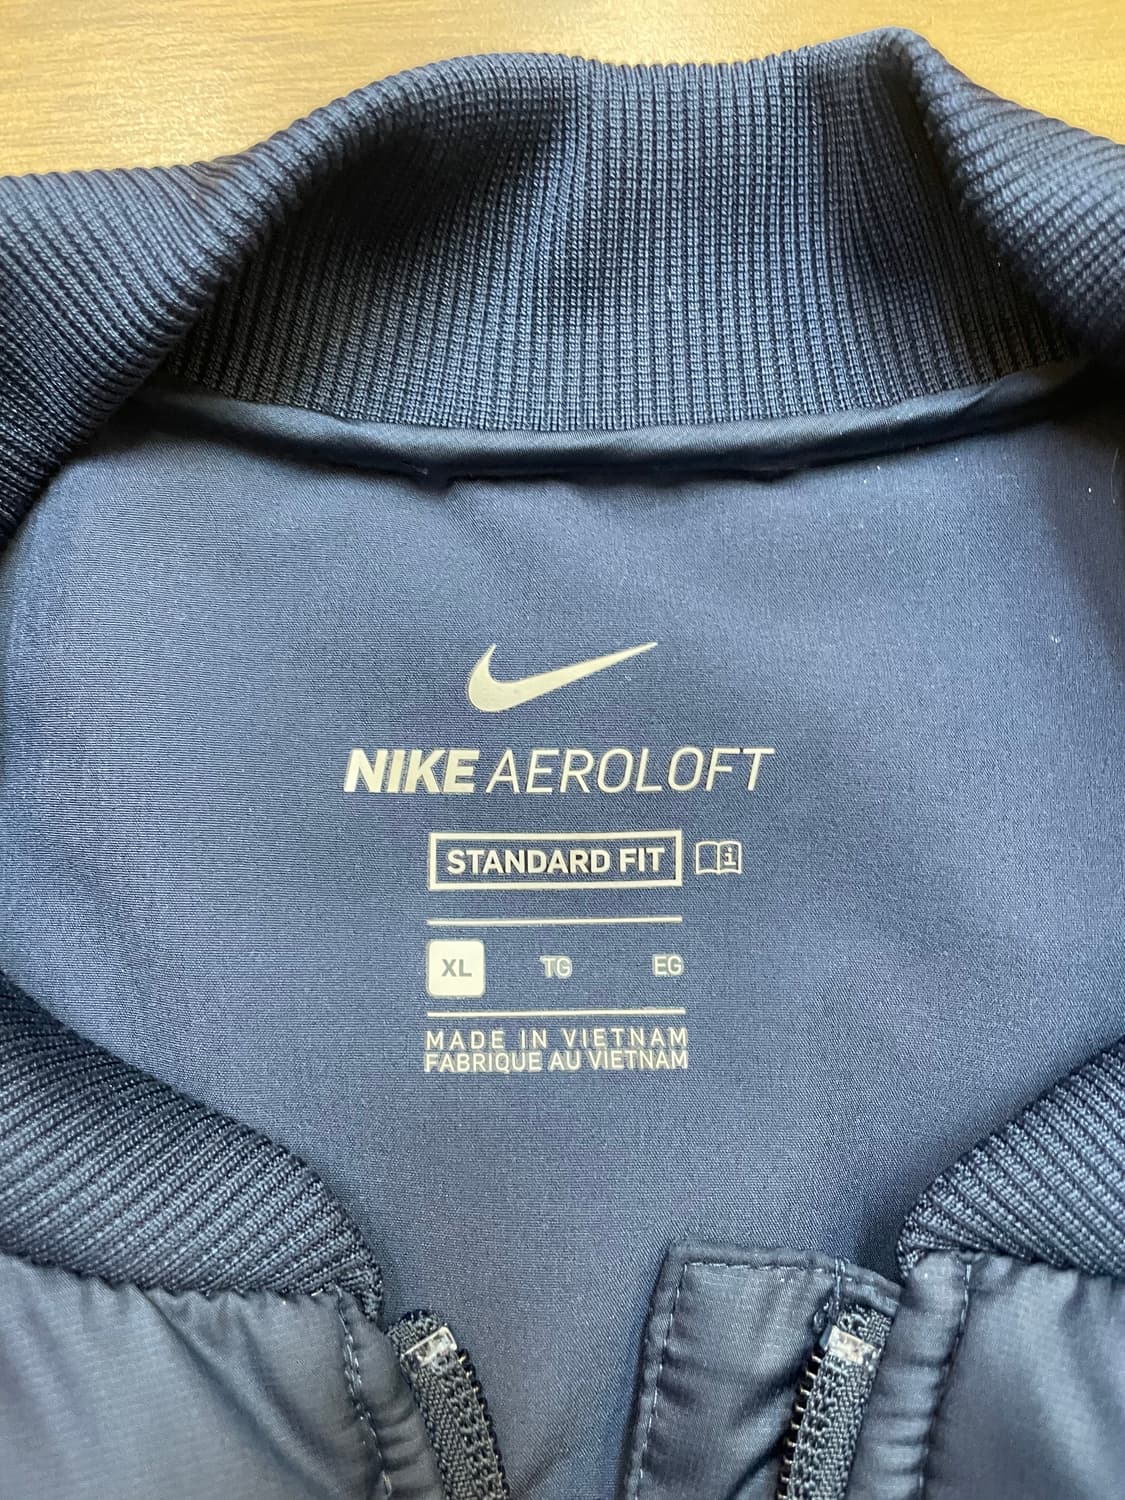 NIKE AEROLOFT
STANDARD FIT i
XL TG EG
MADE IN VIETNAM
FABRIQUE AU VIETNAM